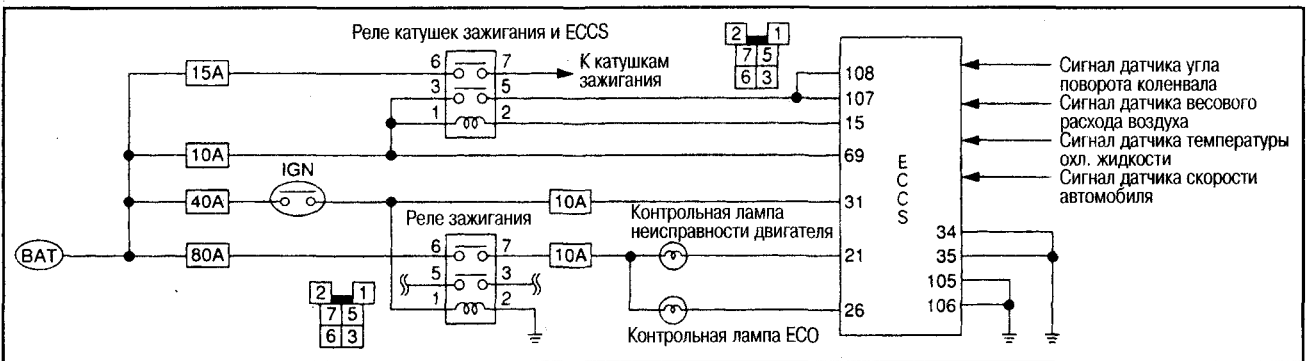 Реле катушек зажигания и ECCS
2 1
7 5
6 3
15A
6 7
К катушкам
зажигания
3 5
1 2
108
107
15
10A
69
IGN
40A
10A
31
Реле зажигания
BAT
80A
6 7
10A
5 3
1 2
2 1
7 5
6 3
Контрольная лампа
неисправности двигателя
21
Контрольная лампа ECO
26
E
C
C
S
34
35
105
106
Сигнал датчика угла
поворота коленвала
Сигнал датчика весового
расхода воздуха
Сигнал датчика температуры
охл. жидкости
Сигнал датчика скорости
автомобиля